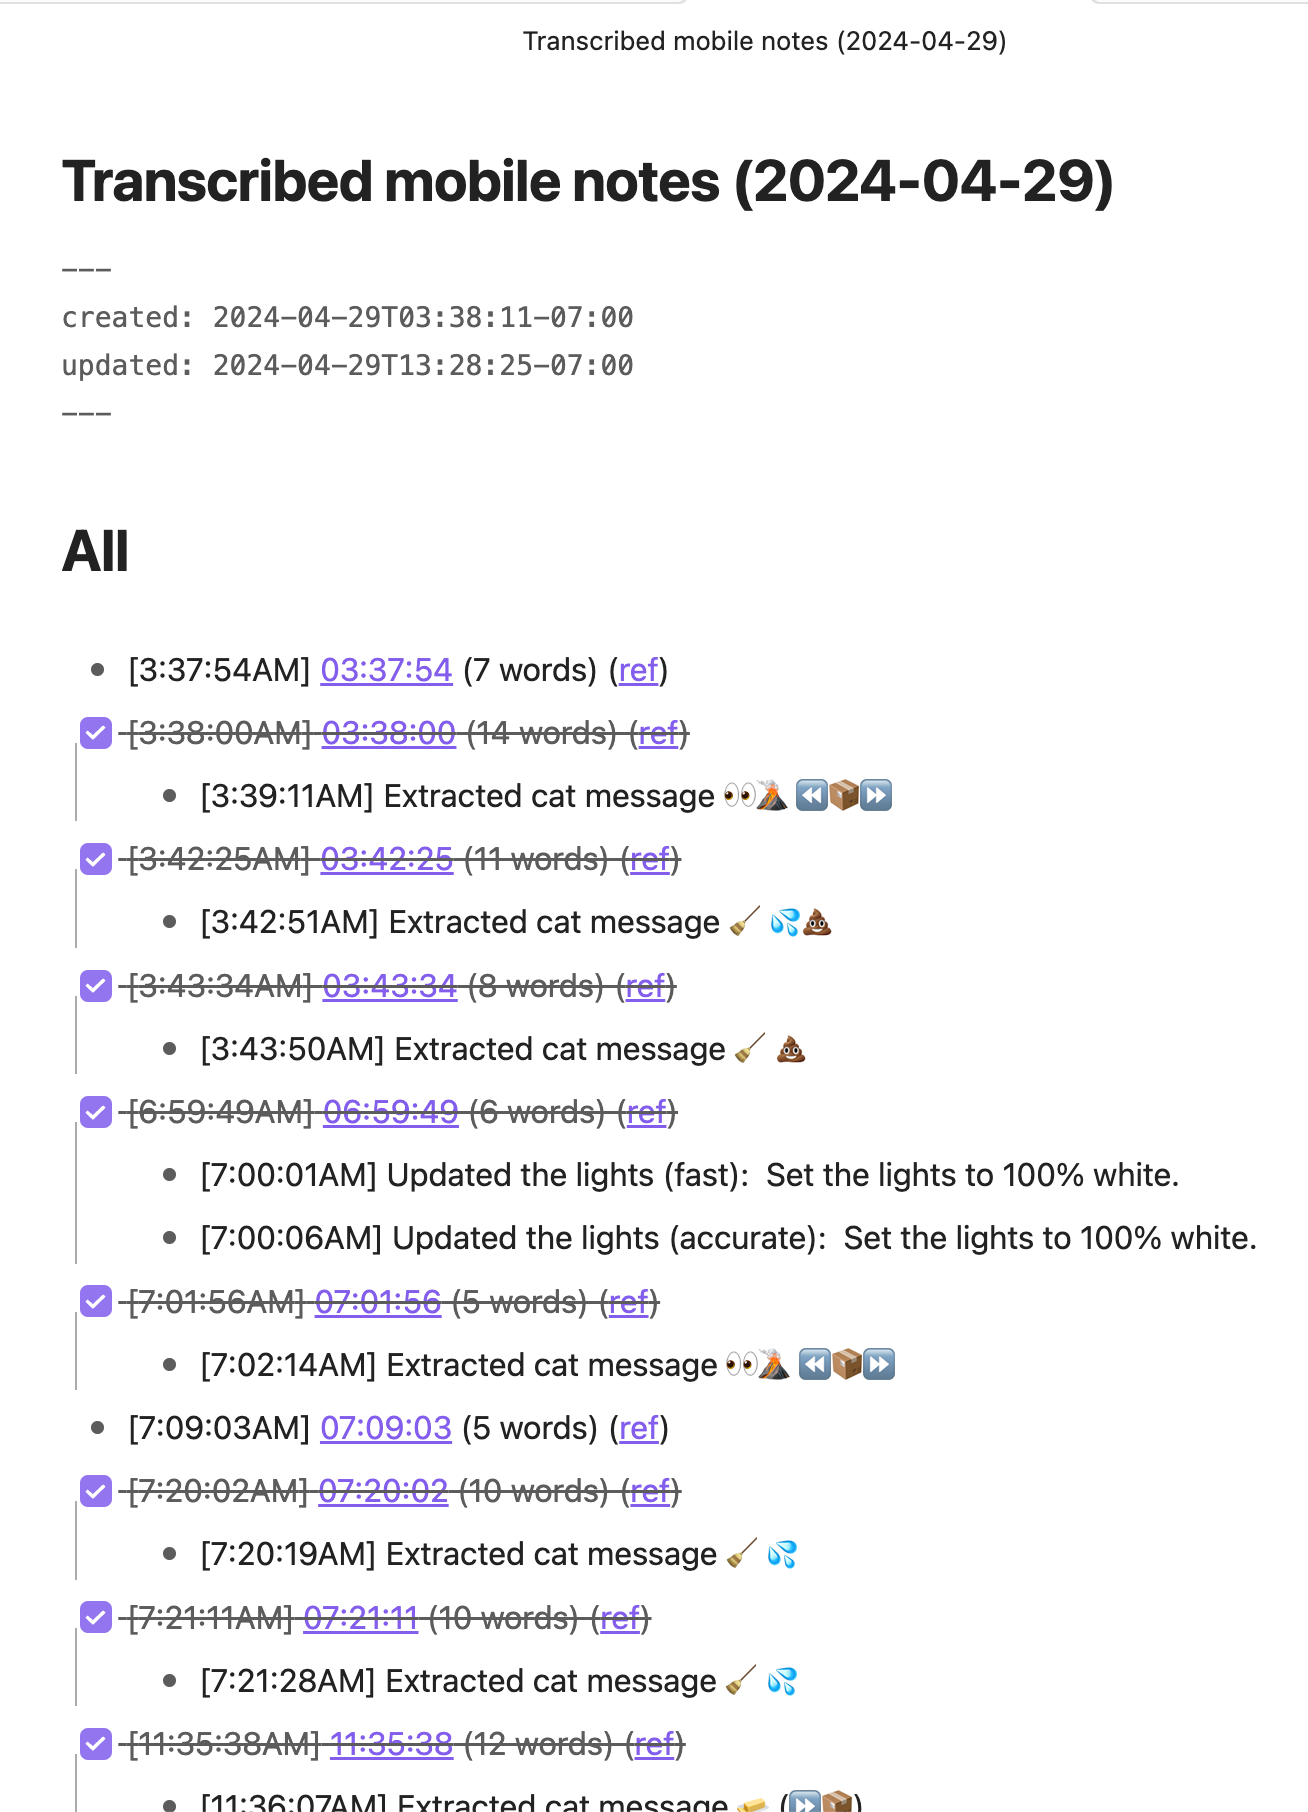 Transcribed mobile notes (2024-04-29)
Transcribed mobile notes (2024-04-29)
---
created: 2024-04-29T03:38:11-07:00
updated: 2024-04-29T13:28:25-07:00
---
All
[3:37:54AM] 03:37:54 (7 words) (ref)
[3:38:00AM] 03:38:00 (14 words) (ref)
[3:39:11AM] Extracted cat message 👀🌋 ⏪📦⏩
[3:42:25AM] 03:42:25 (11 words) (ref)
[3:42:51AM] Extracted cat message 🧹 💦💩
[3:43:34AM] 03:43:34 (8 words) (ref)
[3:43:50AM] Extracted cat message 🧹 💩
[6:59:49AM] 06:59:49 (6 words) (ref)
[7:00:01AM] Updated the lights (fast):  Set the lights to 100% white.
[7:00:06AM] Updated the lights (accurate):  Set the lights to 100% white.
[7:01:56AM] 07:01:56 (5 words) (ref)
[7:02:14AM] Extracted cat message 👀🌋 ⏪📦⏩
[7:09:03AM] 07:09:03 (5 words) (ref)
[7:20:02AM] 07:20:02 (10 words) (ref)
[7:20:19AM] Extracted cat message 🧹 💦
[7:21:11AM] 07:21:11 (10 words) (ref)
[7:21:28AM] Extracted cat message 🧹 💦
[11:35:38AM] 11:35:38 (12 words) (ref)
[11:36:07AM] Extracted cat message 🧈 (⏩📦)